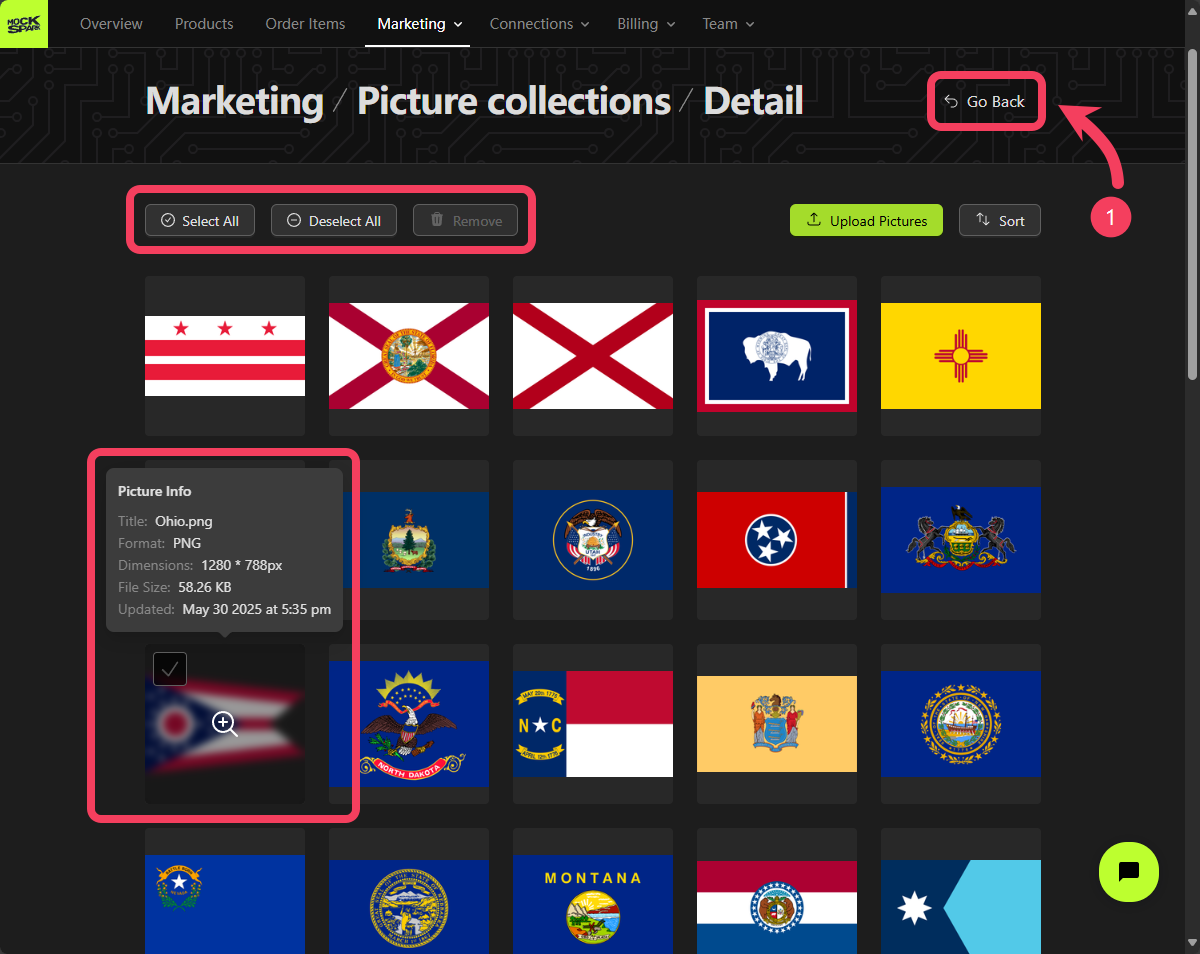 MOCK
SPARK
Overview
Products
Order Items
Marketing
Connections
Billing
Team
Marketing / Picture collections / Detail
Go Back
1
Select All
Deselect All
Remove
Upload Pictures
Sort
Picture Info
Title: Ohio.png
Format: PNG
Dimensions: 1280 * 788px
File Size: 58.26 KB
Updated: May 30 2025 at 5:35 pm
INDUSTRY
UTAH
1896
NORTH DAKOTA
MAY 20TH 1775
N C
APRIL 12TH 1776
MONTANA